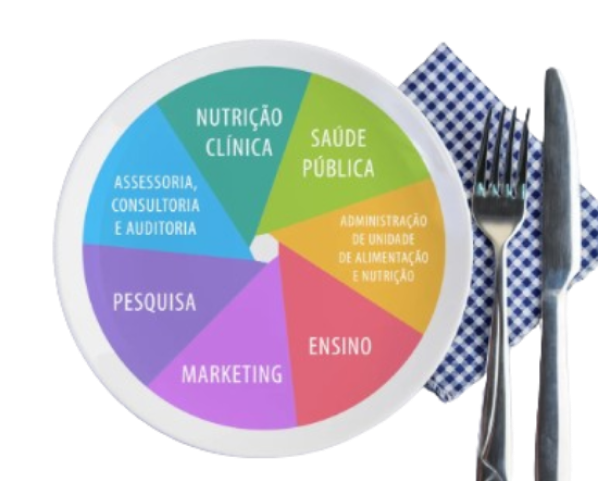 NUTRIÇÃO
CLÍNICA
SAÚDE
PÚBLICA
ADMINISTRAÇÃO
DE UNIDADE
DE ALIMENTAÇÃO
E NUTRIÇÃO
ENSINO
MARKETING
PESQUISA
ASSESSORIA,
CONSULTORIA
E AUDITORIA